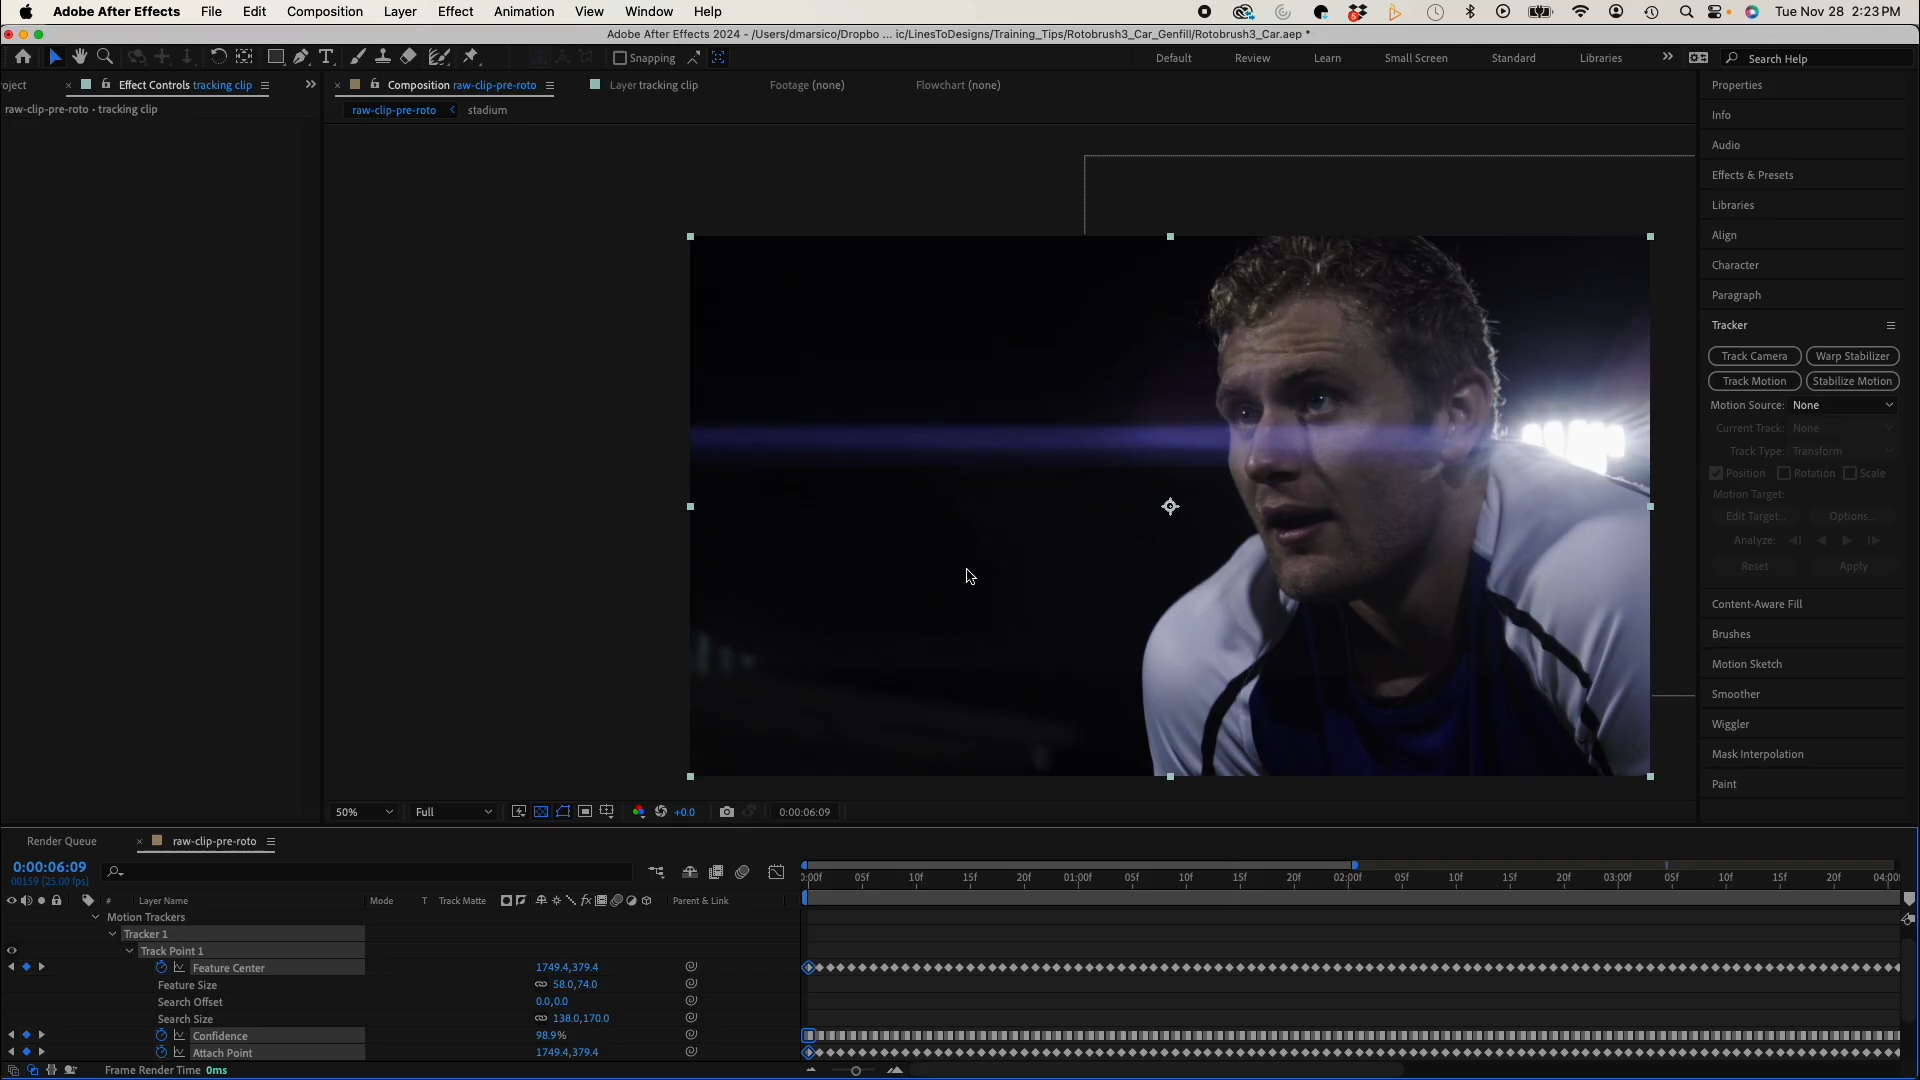 Adobe After Effects File Edit Composition Layer Effect Animation View Window Help Tue Nov 28 2:23 PM
Adobe After Effects 2024 - /Users/dmarsico/Dropbo ... ic/LinesToDesigns/Training_Tips/Rotobrush3_Car_Genfill/Rotobrush3_Car.aep *
Snapping Default Review Learn Small Screen Standard Libraries Search Help
oject Effect Controls tracking clip Composition raw-clip-pre-roto Layer tracking clip Footage (none) Flowchart (none) Properties
raw-clip-pre-roto • tracking clip raw-clip-pre-roto stadium
Info
Audio
Effects & Presets
Libraries
Align
Character
Paragraph
Tracker
Track Camera Warp Stabilizer
Track Motion Stabilize Motion
Motion Source: None
Current Track: None
Track Type: Transform
Position Rotation Scale
Motion Target:
Edit Target... Options...
Analyze:
Reset Apply
Content-Aware Fill
Brushes
Motion Sketch
Smoother
Wiggler
Mask Interpolation
Paint
50% Full +0.0 0:00:06:09
Render Queue raw-clip-pre-roto
0:00:06:09
00159 (25.00 fps)
0:00f 05f 10f 15f 20f 01:00f 05f 10f 15f 20f 02:00f 05f 10f 15f 20f 03:00f 05f 10f 15f 20f 04:00f
# Layer Name Mode T Track Matte fx Parent & Link
Motion Trackers
Tracker 1
Track Point 1
Feature Center 1749.4,379.4
Feature Size 58.0,74.0
Search Offset 0.0,0.0
Search Size 138.0,170.0
Confidence 98.9%
Attach Point 1749.4,379.4
Frame Render Time 0ms